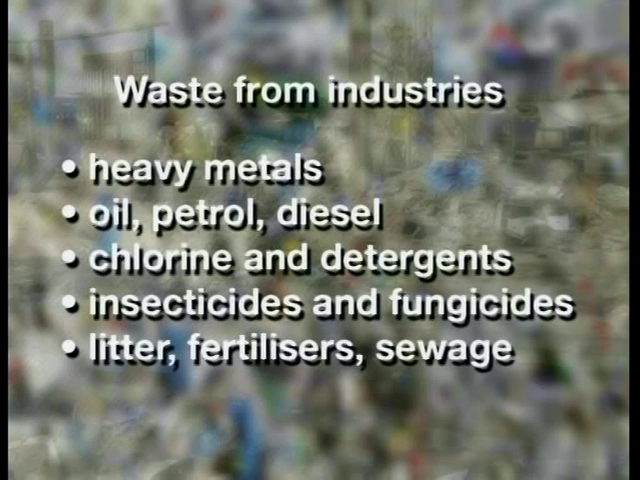 Waste from industries
• heavy metals
• oil, petrol, diesel
• chlorine and detergents
• insecticides and fungicides
• litter, fertilisers, sewage